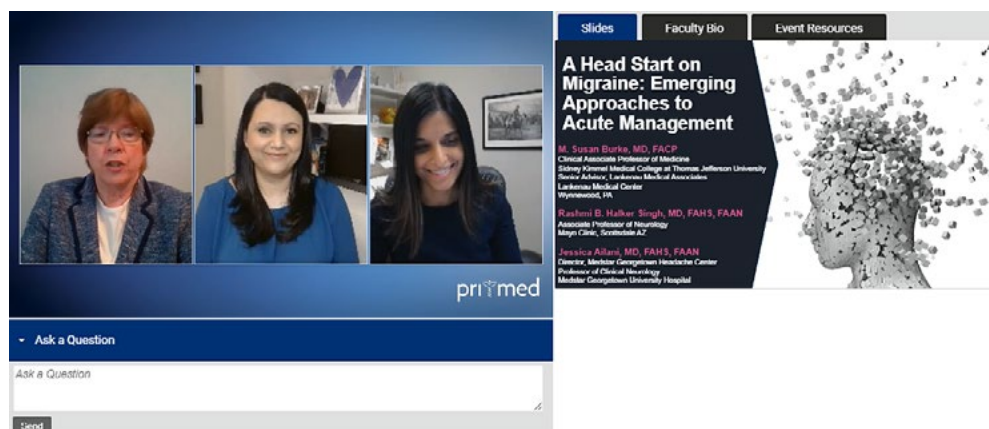 pri med
Ask a Question
Ask a Question
Send
Slides
Faculty Bio
Event Resources
A Head Start on
Migraine: Emerging
Approaches to
Acute Management
M. Susan Burke, MD, FACP
Clinical Associate Professor of Medicine
Sidney Kimmel Medical College at Thomas Jefferson University
Senior Advisor, Lankenau Medical Associates
Lankenau Medical Center
Wynnewood, PA
Rashmi B. Halker Singh, MD, FAHS, FAAN
Associate Professor of Neurology
Mayo Clinic, Scottsdale AZ
Jessica Ailani, MD, FAHS, FAAN
Director, Medstar Georgetown Headache Center
Professor of Clinical Neurology
Medstar Georgetown University Hospital